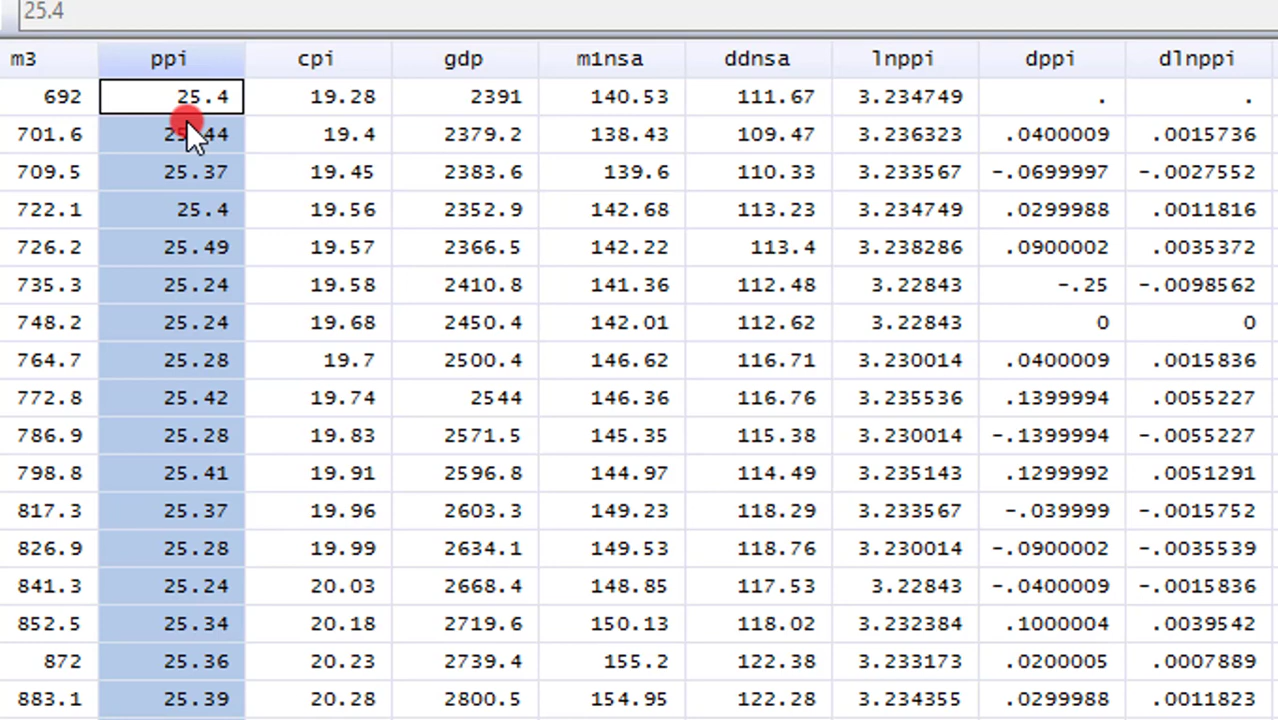 25.4
m3 ppi cpi gdp m1nsa ddnsa lnppi dppi dlnppi
692 25.4 19.28 2391 140.53 111.67 3.234749 . .
701.6 25.44 19.4 2379.2 138.43 109.47 3.236323 .0400009 .0015736
709.5 25.37 19.45 2383.6 139.6 110.33 3.233567 -.0699997 -.0027552
722.1 25.4 19.56 2352.9 142.68 113.23 3.234749 .0299988 .0011816
726.2 25.49 19.57 2366.5 142.22 113.4 3.238286 .0900002 .0035372
735.3 25.24 19.58 2410.8 141.36 112.48 3.22843 -.25 -.0098562
748.2 25.24 19.68 2450.4 142.01 112.62 3.22843 0 0
764.7 25.28 19.7 2500.4 146.62 116.71 3.230014 .0400009 .0015836
772.8 25.42 19.74 2544 146.36 116.76 3.235536 .1399994 .0055227
786.9 25.28 19.83 2571.5 145.35 115.38 3.230014 -.1399994 -.0055227
798.8 25.41 19.91 2596.8 144.97 114.49 3.235143 .1299992 .0051291
817.3 25.37 19.96 2603.3 149.23 118.29 3.233567 -.039999 -.0015752
826.9 25.28 19.99 2634.1 149.53 118.76 3.230014 -.0900002 -.0035539
841.3 25.24 20.03 2668.4 148.85 117.53 3.22843 -.0400009 -.0015836
852.5 25.34 20.18 2719.6 150.13 118.02 3.232384 .1000004 .0039542
872 25.36 20.23 2739.4 155.2 122.38 3.233173 .0200005 .0007889
883.1 25.39 20.28 2800.5 154.95 122.28 3.234355 .0299988 .0011823